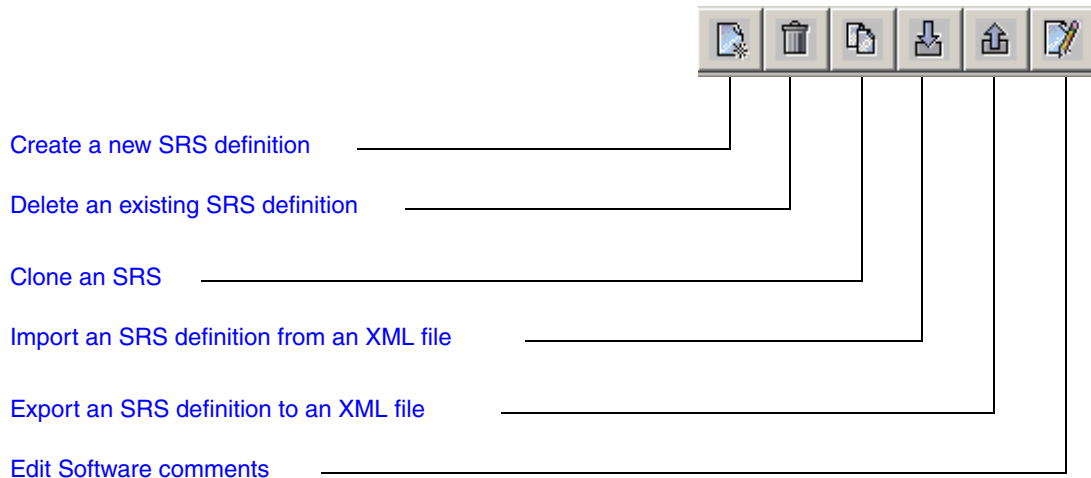 Create a new SRS definition
Delete an existing SRS definition
Clone an SRS
Import an SRS definition from an XML file
Export an SRS definition to an XML file
Edit Software comments